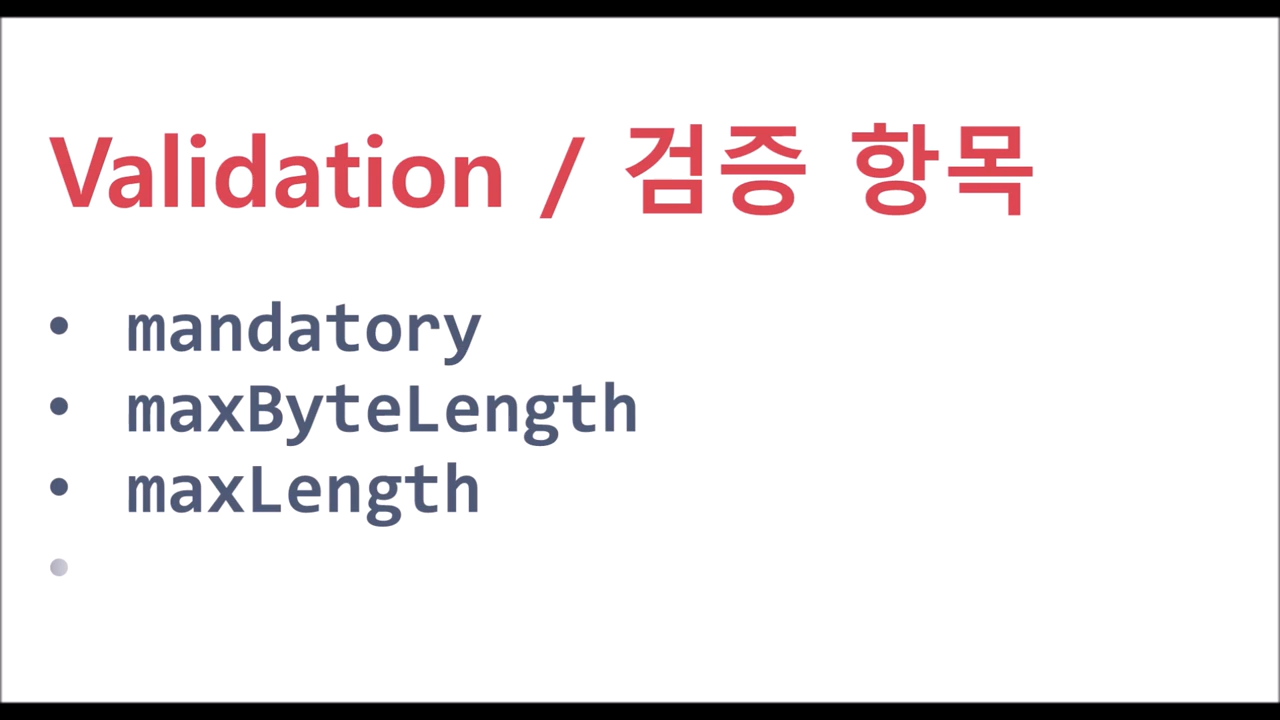 Validation / 검증 항목
• mandatory
• maxByteLength
• maxLength
•